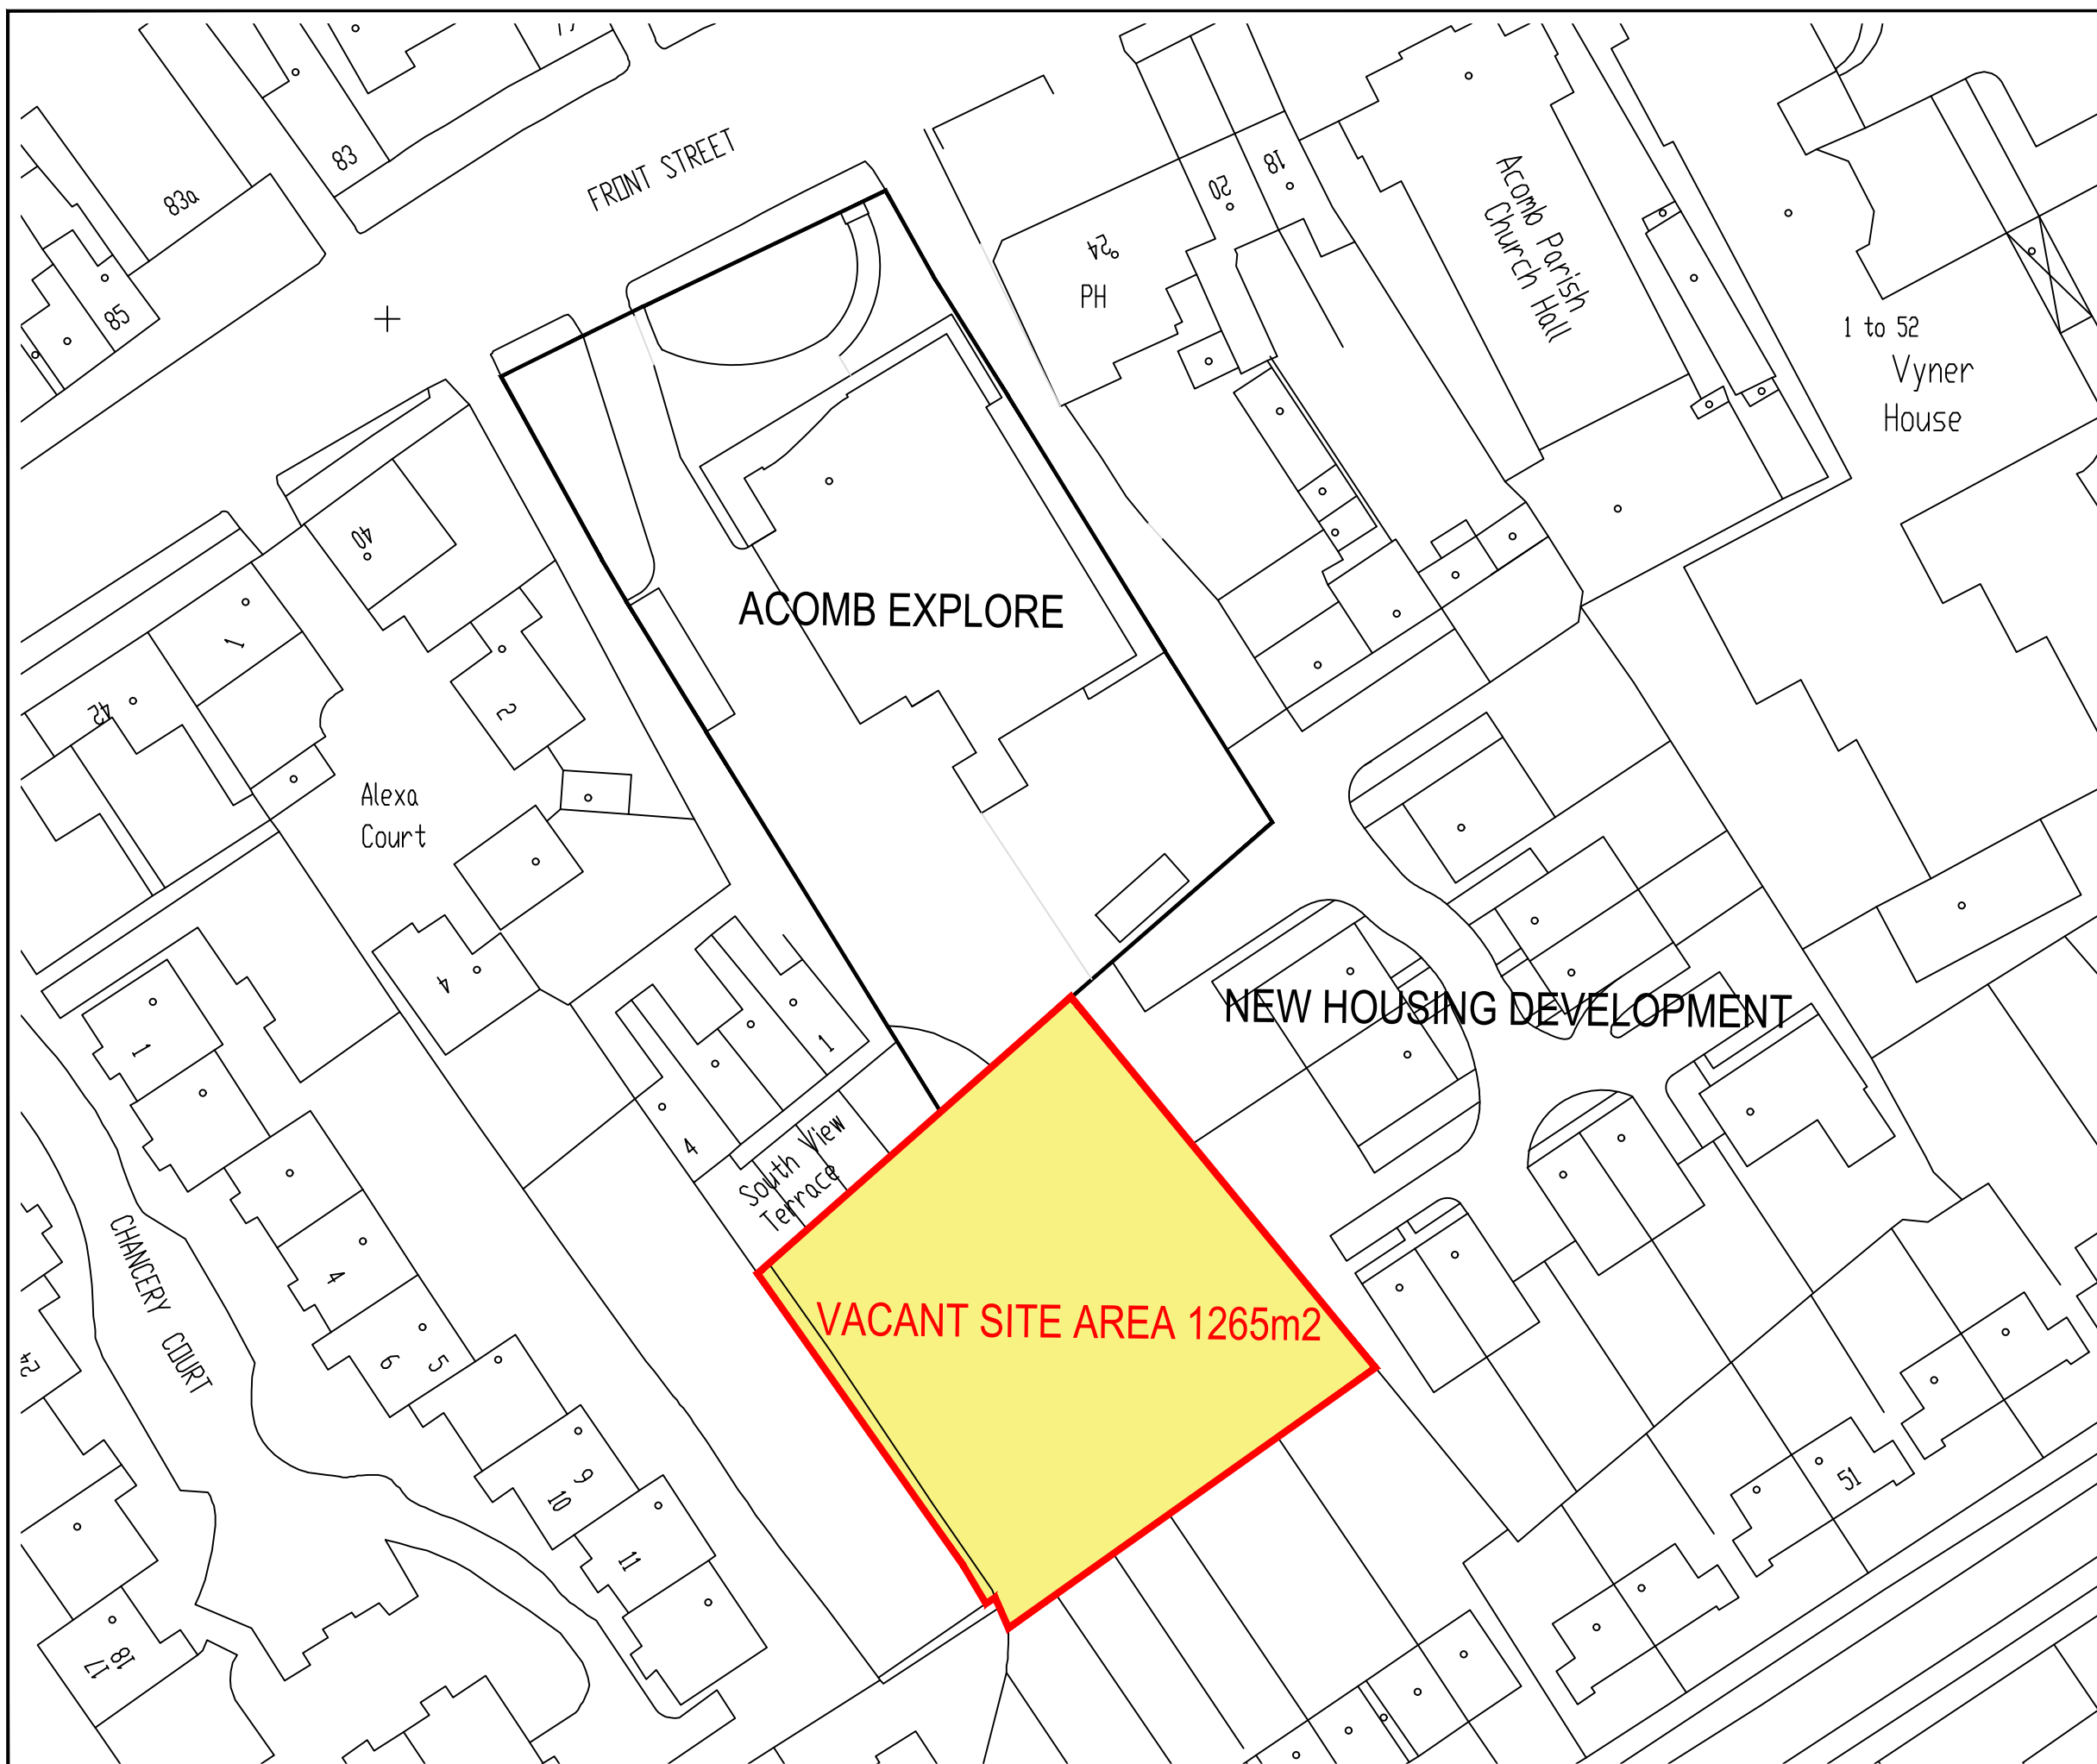 83
83a
85
FRONT STREET
18
20
24
PH
Acomb Parish
Church Hall
1 to 52
Vyner
House
40
1
42
2
ACOMB EXPLORE
Alexa
Court
4
1
1
4
South View
Terrace
NEW HOUSING DEVELOPMENT
CHANCERY COURT
4
5
6
VACANT SITE AREA 1265m2
24
9
10
11
51
18
17